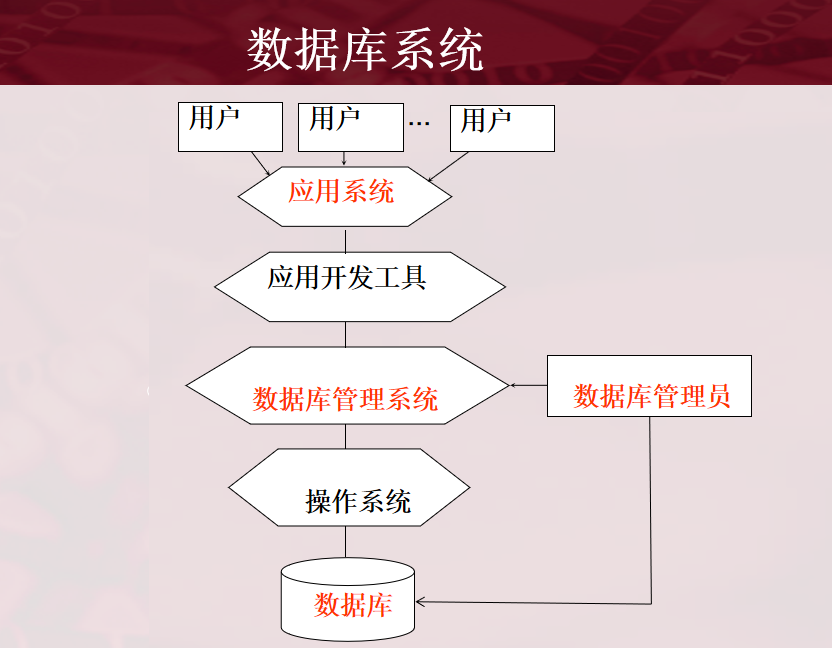 数据库系统
用户 用户 … 用户
应用系统
应用开发工具
数据库管理系统 数据库管理员
操作系统
数据库